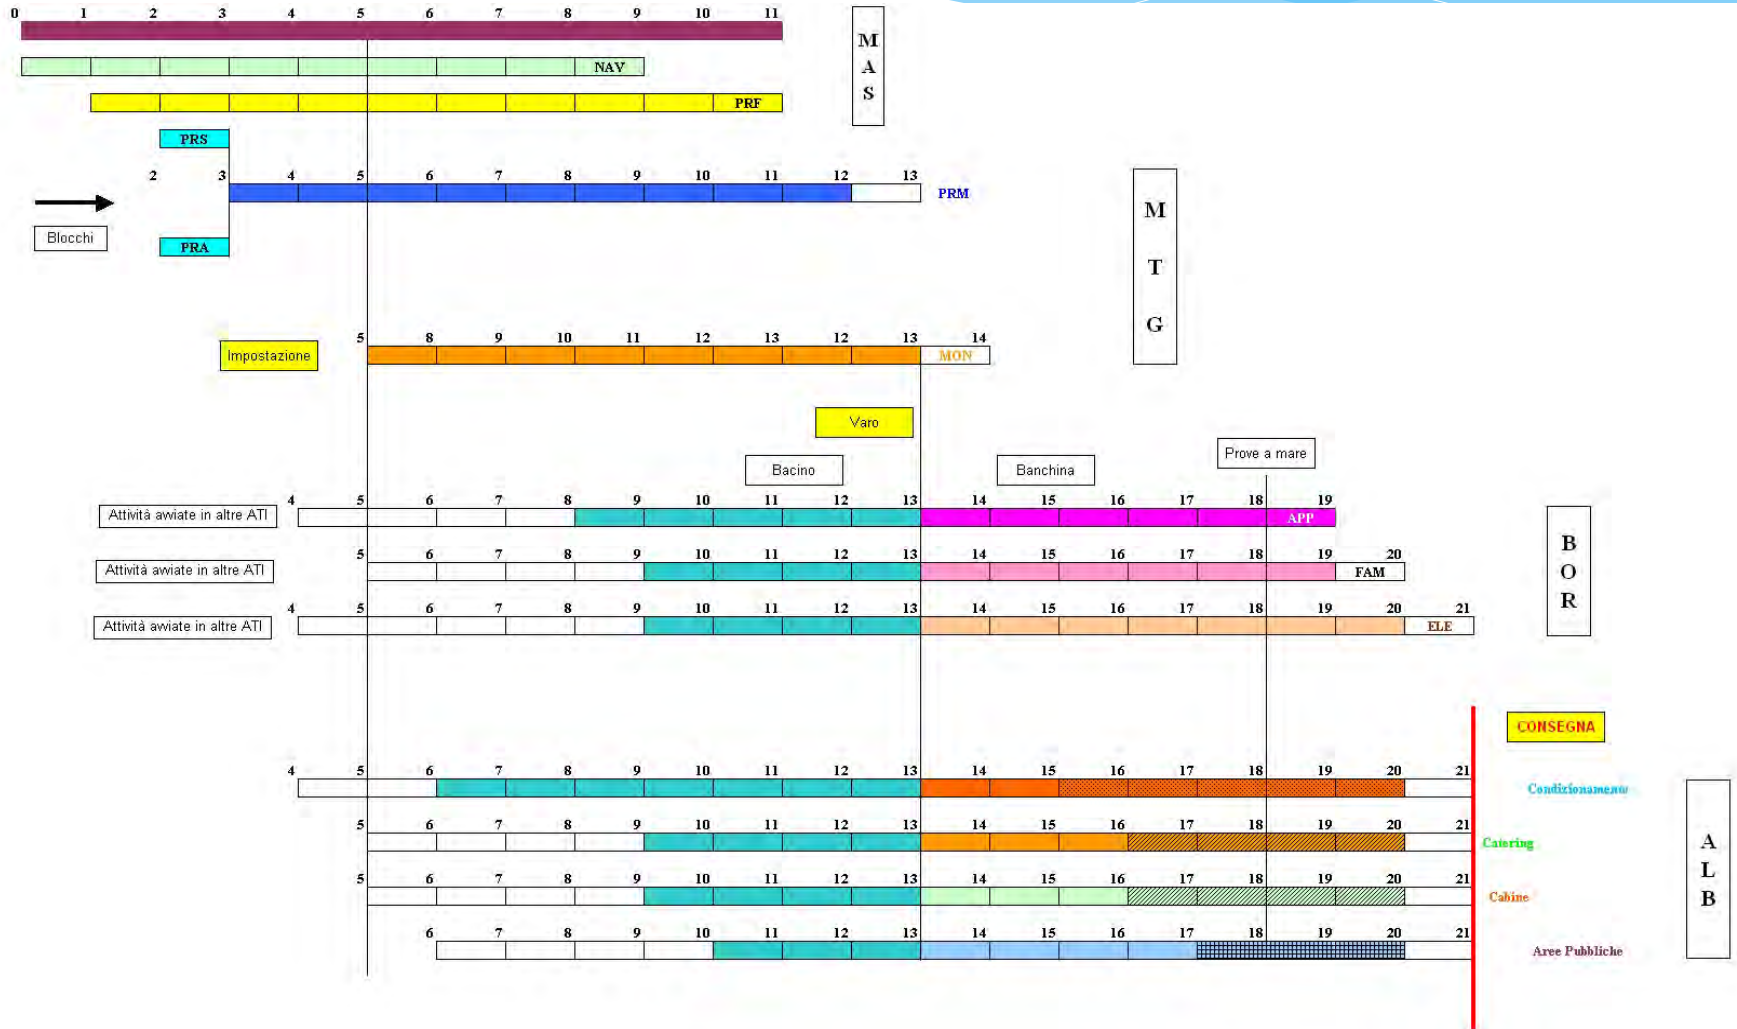 0 1 2 3 4 5 6 7 8 9 10 11
M
A
S
NAV
PRF
PRS
2 3 4 5 6 7 8 9 10 11 12 13
PRM
Blocchi
PRA
M
T
G
5 8 9 10 11 12 13 12 13 14
Impostazione
MON
Varo
Bacino
Banchina
Prove a mare
4 5 6 7 8 9 10 11 12 13 14 15 16 17 18 19
Attività avviate in altre ATI
APP
5 6 7 8 9 10 11 12 13 14 15 16 17 18 19 20
Attività avviate in altre ATI
FAM
4 5 6 7 8 9 10 11 12 13 14 15 16 17 18 19 20 21
Attività avviate in altre ATI
ELE
B
O
R
CONSEGNA
4 5 6 7 8 9 10 11 12 13 14 15 16 17 18 19 20 21
Condizionamento
5 6 7 8 9 10 11 12 13 14 15 16 17 18 19 20 21
Catering
5 6 7 8 9 10 11 12 13 14 15 16 17 18 19 20 21
Cabine
6 7 8 9 10 11 12 13 14 15 16 17 18 19 20 21
Aree Pubbliche
A
L
B